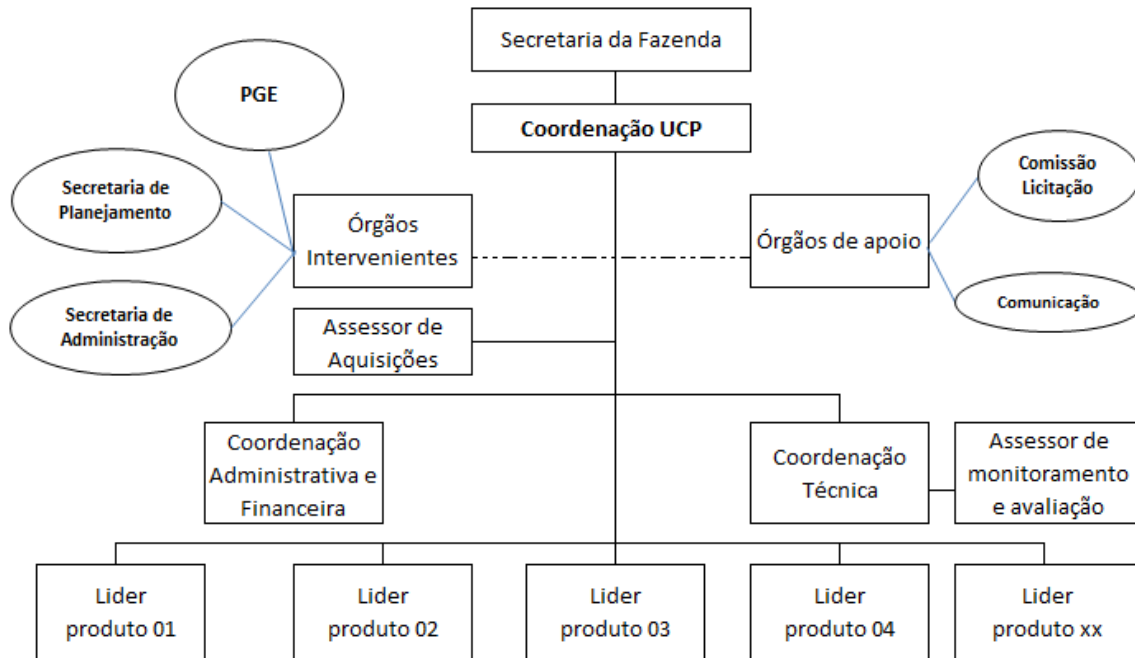 Secretaria da Fazenda
PGE
Coordenação UCP
Comissão
Licitação
Secretaria de
Planejamento
Órgãos
Intervenientes
Órgãos de apoio
Secretaria de
Administração
Comunicação
Assessor de
Aquisições
Coordenação
Administrativa e
Financeira
Coordenação
Técnica
Assessor de
monitoramento
e avaliação
Lider
produto 01
Lider
produto 02
Lider
produto 03
Lider
produto 04
Lider
produto xx